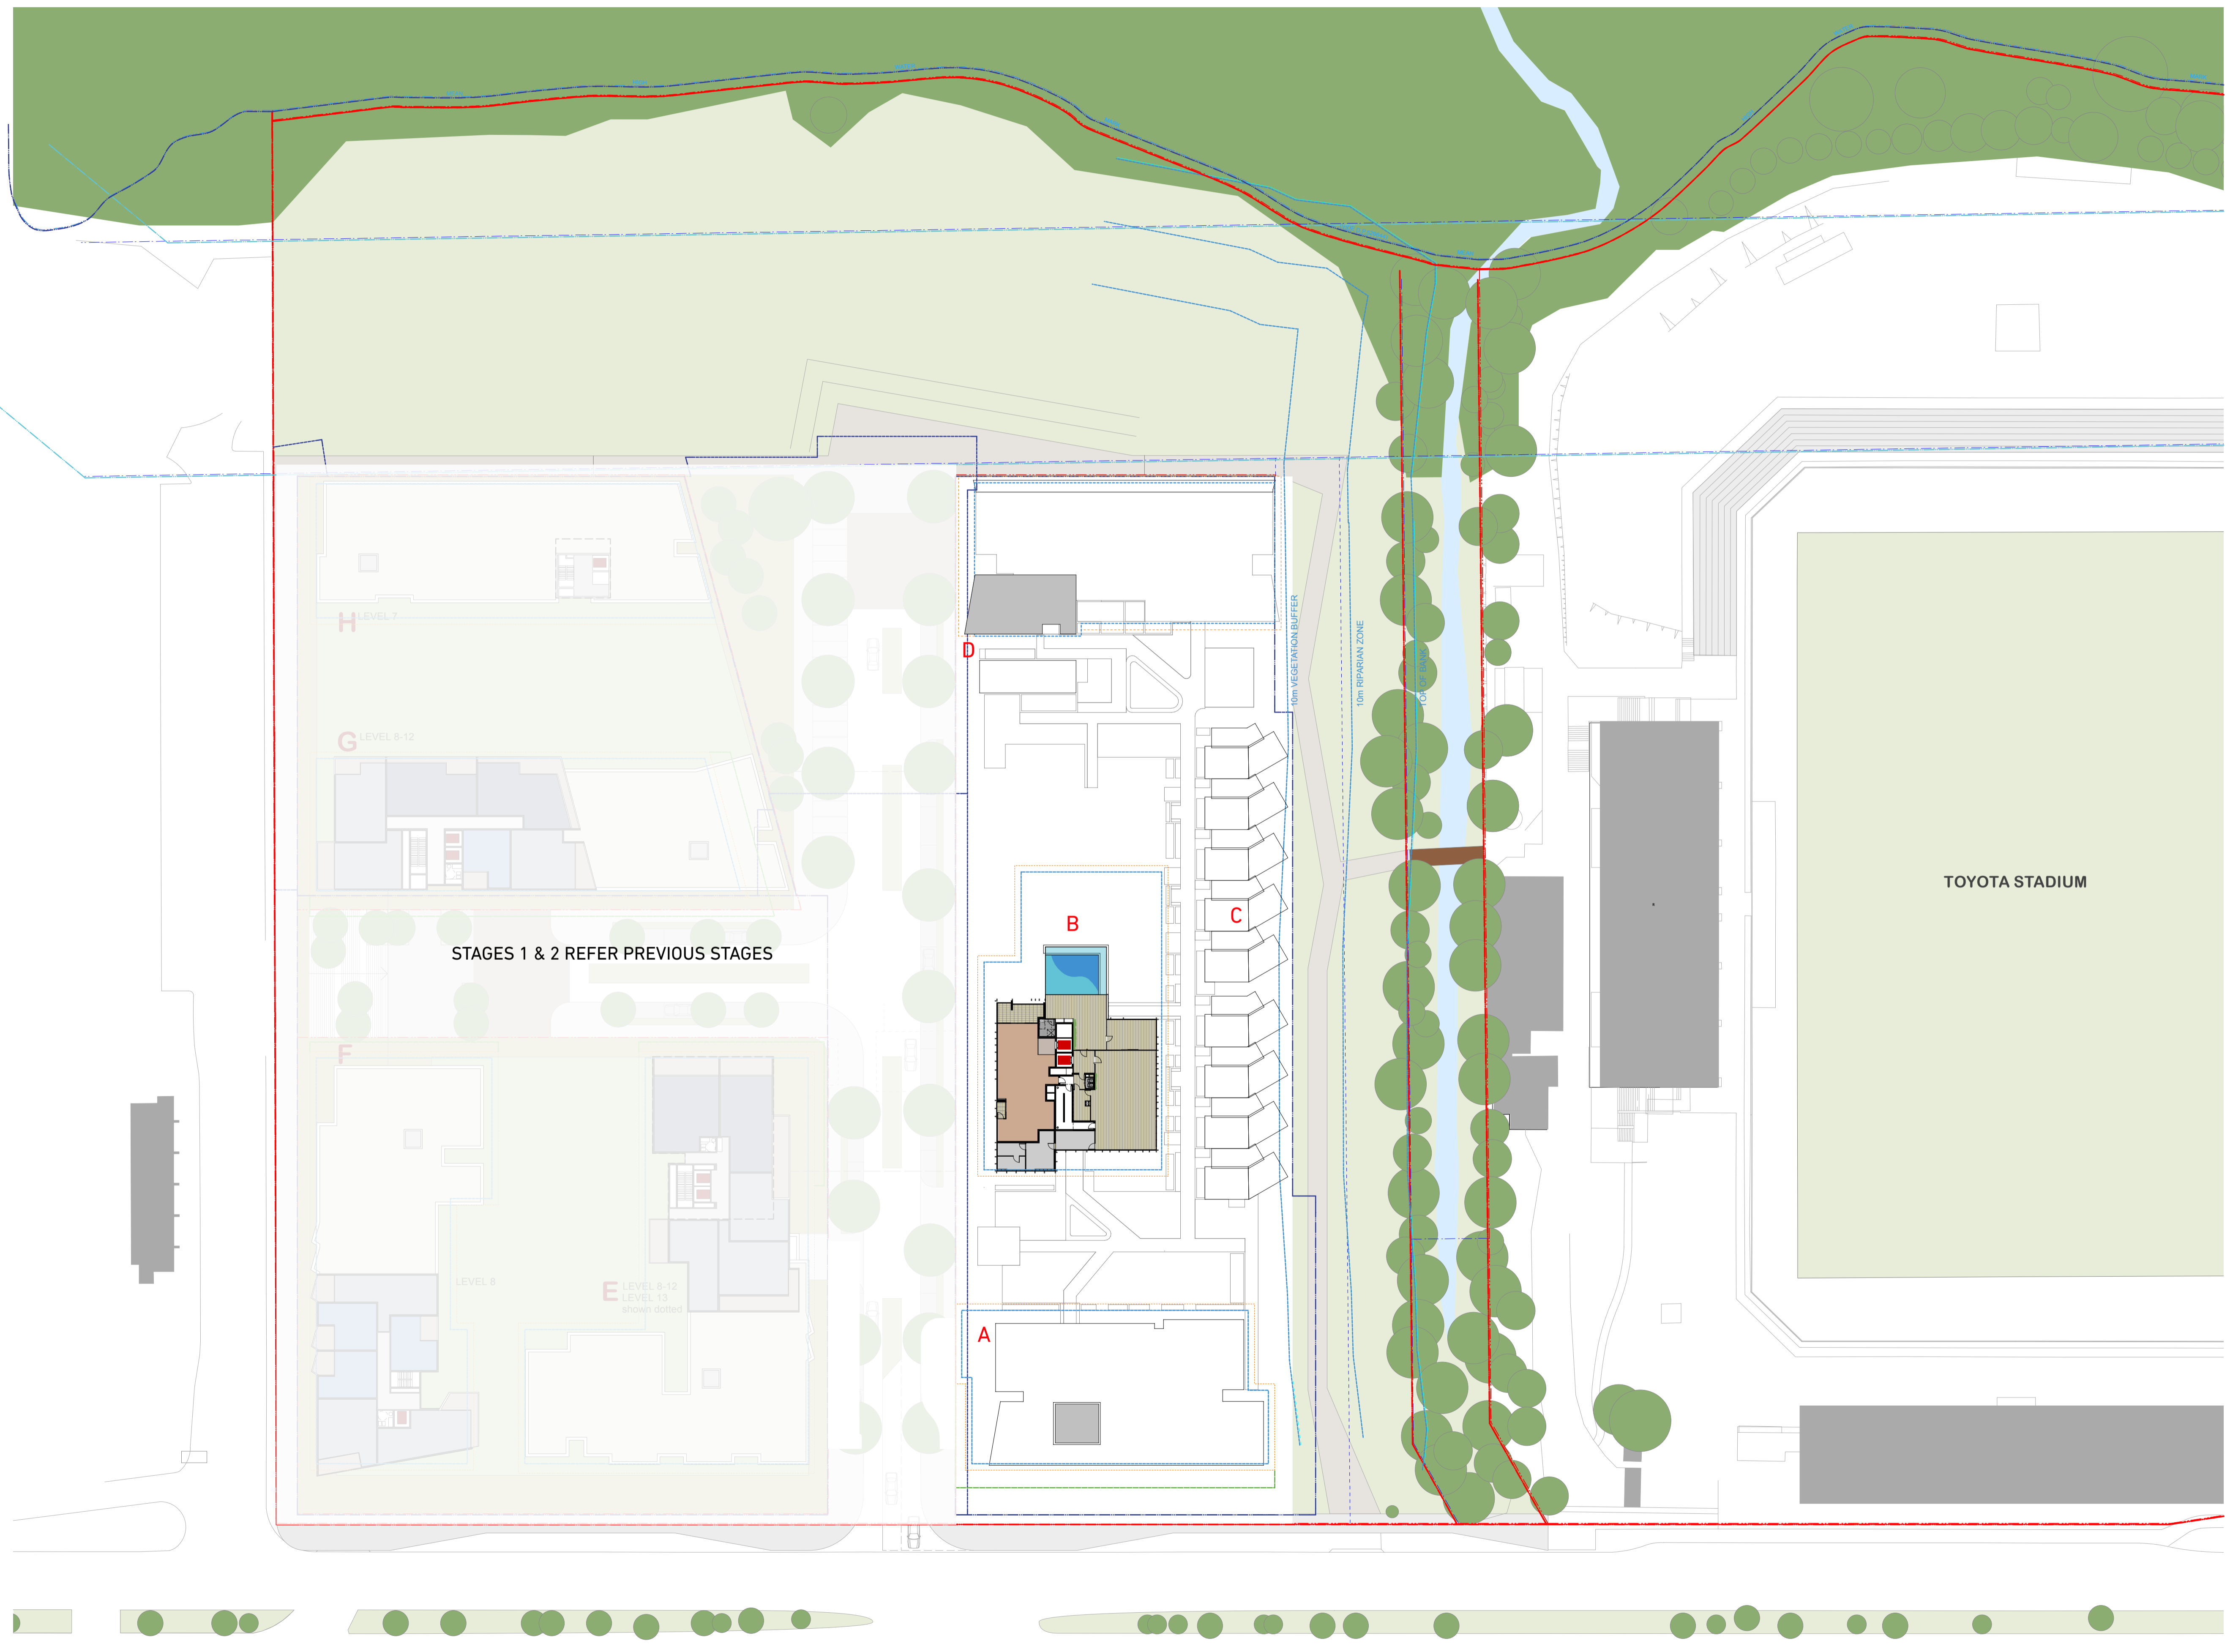 H LEVEL 7
D
10m VEGETATION BUFFER
10m RIPARIAN ZONE
TOP OF BANK
G LEVEL 8-12
TOYOTA STADIUM
B
C
STAGES 1 & 2 REFER PREVIOUS STAGES
F
LEVEL 6
E LEVEL 8-12
LEVEL 13
shown dotted
A